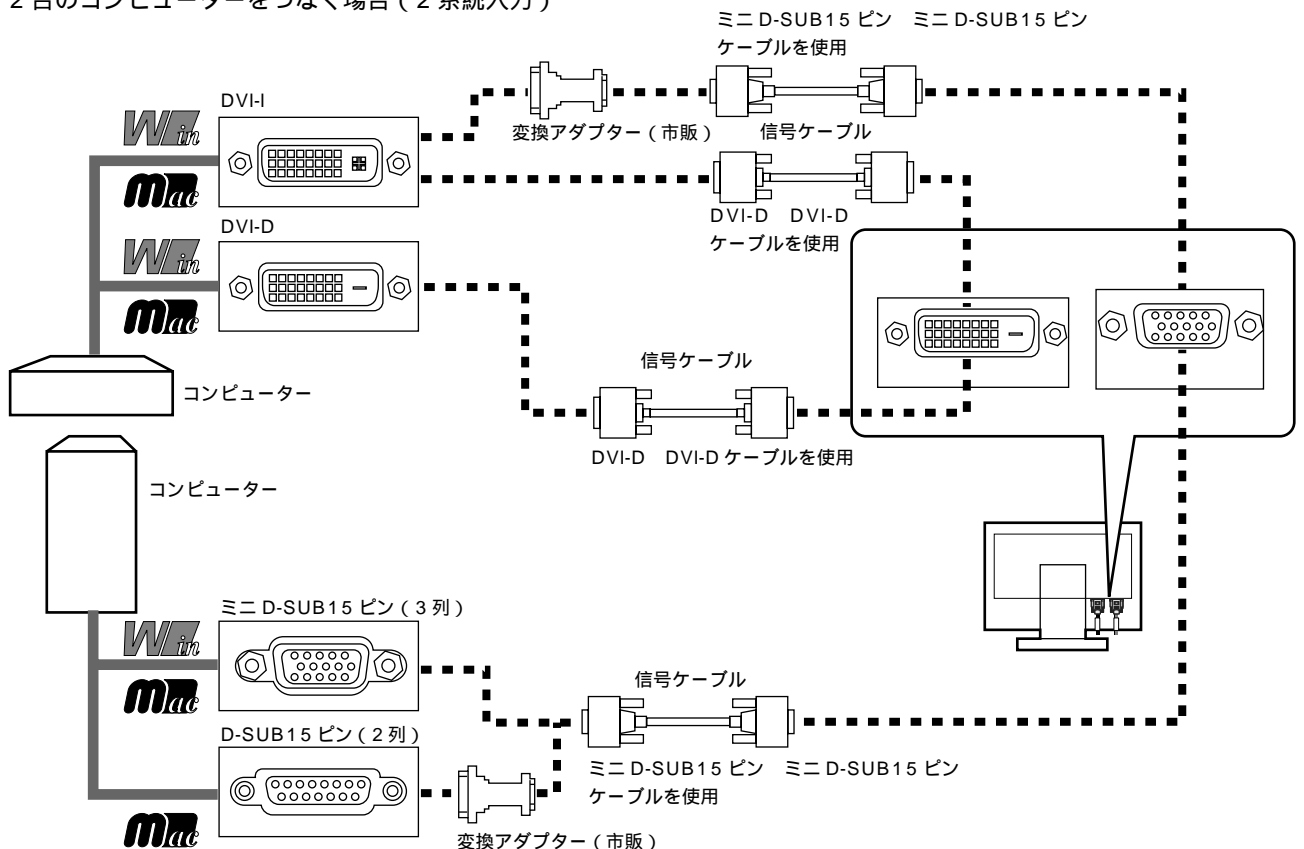 2台のコンピューターをつなぐ場合(2系統入力)
ミニD-SUB15ピン ミニD-SUB15ピン
ケーブルを使用
変換アダプター(市販)
信号ケーブル
DVI-I
Win
Mac
DVI-D DVI-D
ケーブルを使用
DVI-D
Win
Mac
コンピューター
信号ケーブル
DVI-D DVI-Dケーブルを使用
コンピューター
ミニD-SUB15ピン(3列)
Win
Mac
信号ケーブル
D-SUB15ピン(2列)
ミニD-SUB15ピン ミニD-SUB15ピン
ケーブルを使用
Mac
変換アダプター(市販)